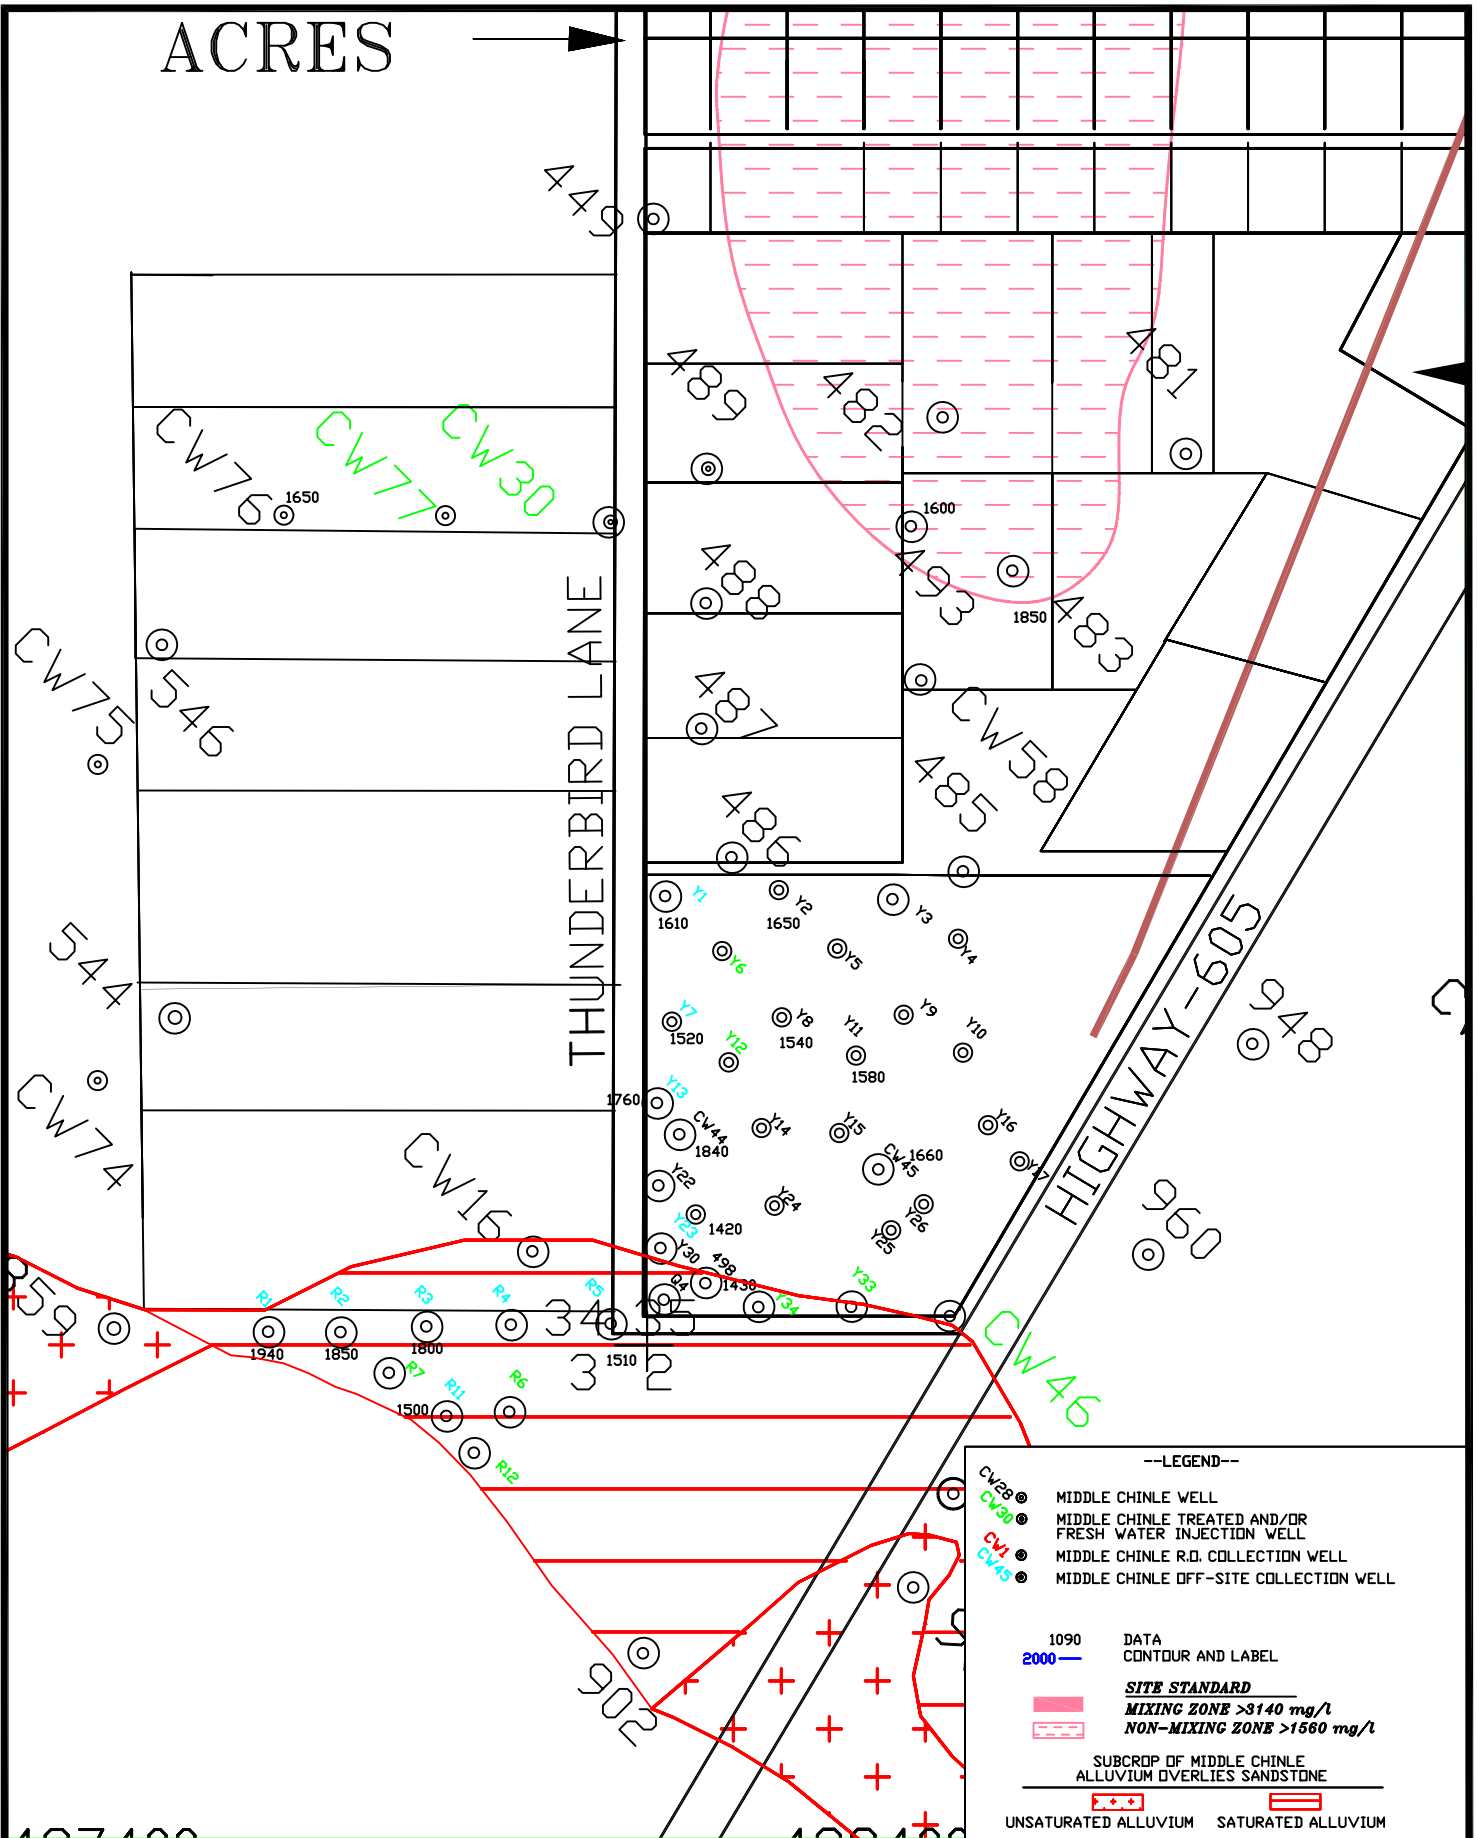 ACRES
449
489
482
481
CW76
CW77
CW30
1650
1600
488
493
1850
483
CW75
546
487
CW58
485
486
THUNDERBIRD LANE
Y1
1610
Y2
1650
Y3
Y4
Y5
Y6
544
Y7
1520
Y8
1540
Y9
Y10
Y11
1580
Y12
948
HIGHWAY-605
CW74
Y13
1760
CW44
1840
Y14
Y15
CW45
1660
Y16
Y17
CW16
Y22
1420
Y23
Y24
Y25
Y26
960
Y30
498
1430
Q4
Y33
Y34
859
R1
1940
R2
1850
R3
1800
R4
R5
1510
34 35
3 2
CW46
R7
1500
R11
R6
R12
902
--LEGEND--
CW28 MIDDLE CHINLE WELL
CW30 MIDDLE CHINLE TREATED AND/OR
FRESH WATER INJECTION WELL
CW1 MIDDLE CHINLE R.O. COLLECTION WELL
CW45 MIDDLE CHINLE OFF-SITE COLLECTION WELL
1090 DATA
2000 CONTOUR AND LABEL
SITE STANDARD
MIXING ZONE >3140 mg/l
NON-MIXING ZONE >1560 mg/l
SUBCROP OF MIDDLE CHINLE
ALLUVIUM OVERLIES SANDSTONE
UNSATURATED ALLUVIUM SATURATED ALLUVIUM